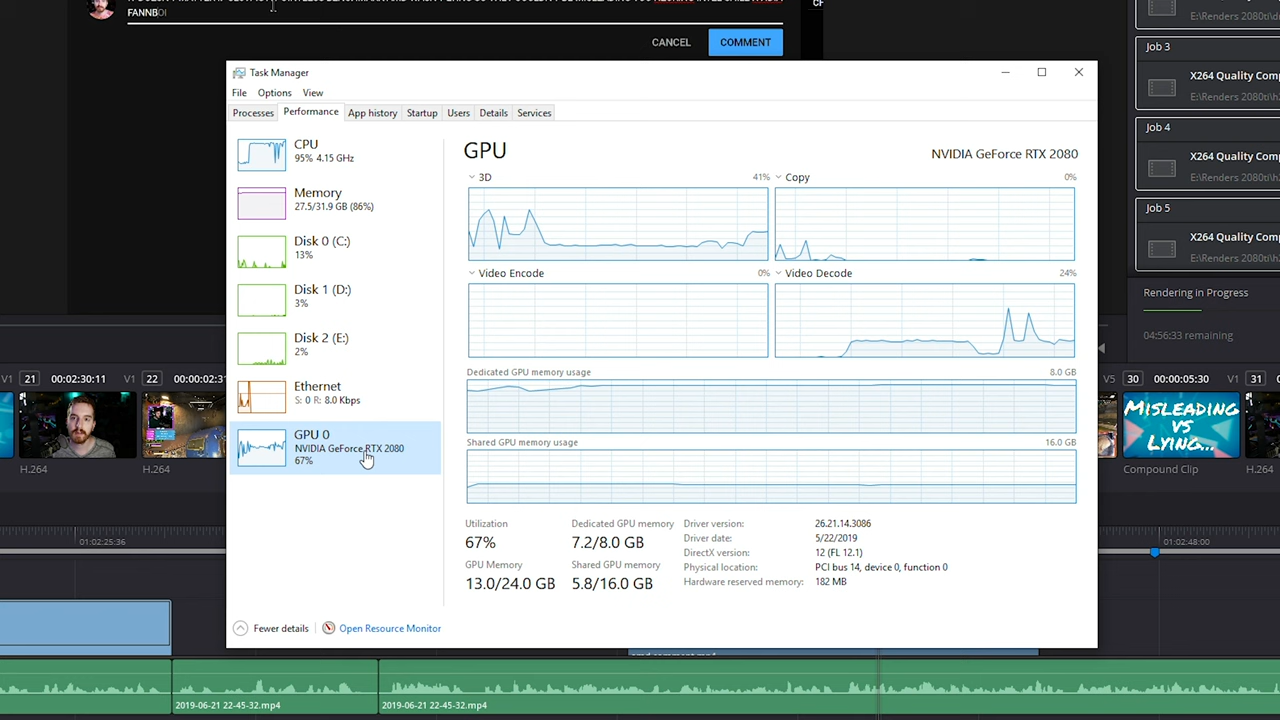 FANNBOI
CANCEL
COMMENT
Task Manager
File Options View
Processes Performance App history Startup Users Details Services
CPU
95% 4.15 GHz
Memory
27.5/31.9 GB (86%)
Disk 0 (C:)
13%
Disk 1 (D:)
3%
Disk 2 (E:)
2%
Ethernet
S: 0 R: 8.0 Kbps
GPU 0
NVIDIA GeForce RTX 2080
67%
GPU
NVIDIA GeForce RTX 2080
3D 41%
Copy 0%
Video Encode 0%
Video Decode 24%
Dedicated GPU memory usage 8.0 GB
Shared GPU memory usage 16.0 GB
Utilization
67%
Dedicated GPU memory
7.2/8.0 GB
GPU Memory
13.0/24.0 GB
Shared GPU memory
5.8/16.0 GB
Driver version: 26.21.14.3086
Driver date: 5/22/2019
DirectX version: 12 (FL 12.1)
Physical location: PCI bus 14, device 0, function 0
Hardware reserved memory: 182 MB
Fewer details
Open Resource Monitor
E:\Renders 2080ti\
Job 3
X264 Quality Comp
E:\Renders 2080ti\h
Job 4
X264 Quality Comp
E:\Renders 2080ti\h
Job 5
X264 Quality Comp
E:\Renders 2080ti\h
Rendering in Progress
04:56:33 remaining
V1 21 00:02:30:11
V1 22 00:00:02:3
V5 30 00:00:05:30
V1 31
H.264
H.264
MISLEADING
VS
LYING...
Compound Clip
H.264
01:02:25:36
01:02:48:00
2019-06-21 22-45-32.mp4
2019-06-21 22-45-32.mp4